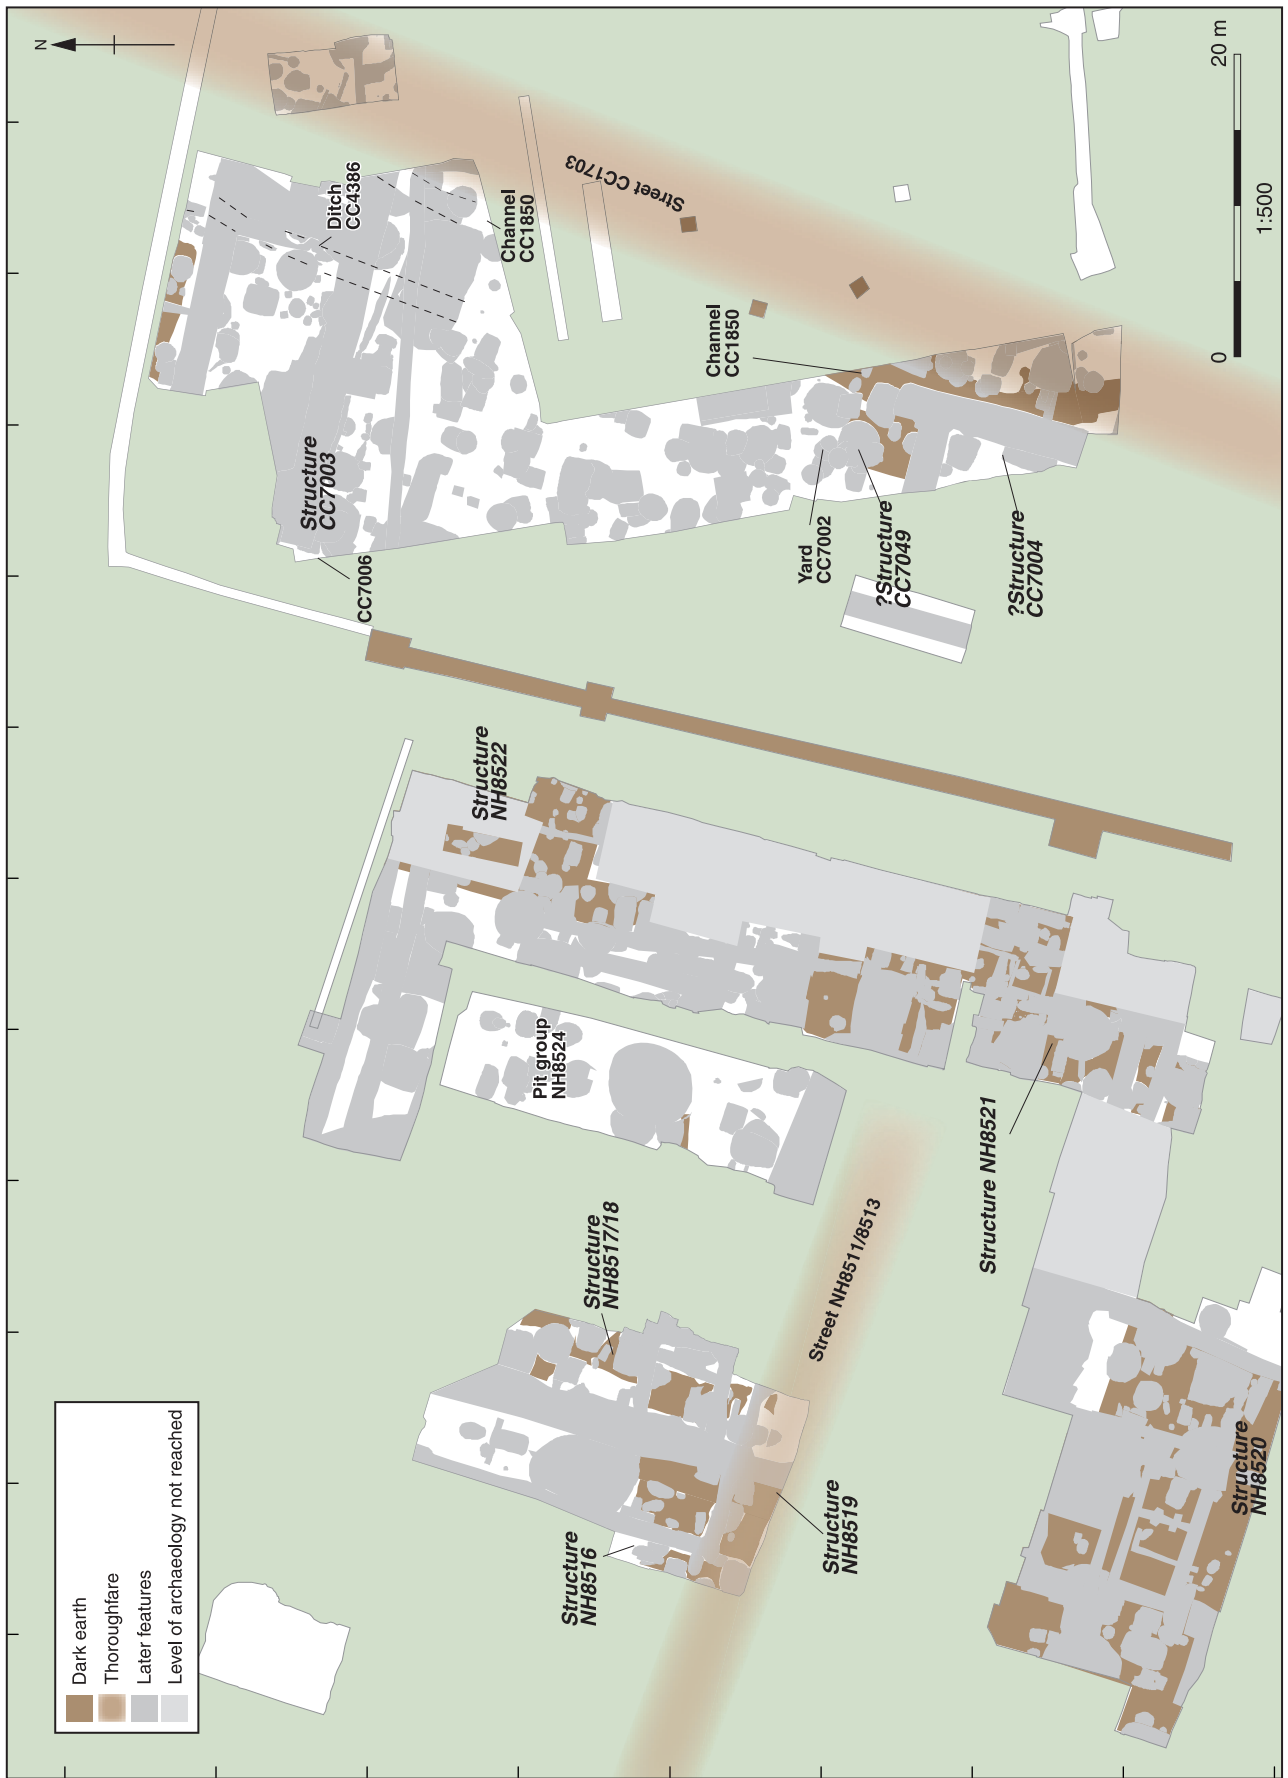 Dark earth
Thoroughfare
Later features
Level of archaeology not reached
N
Structure
CC7003
CC7006
Ditch
CC4386
Channel
CC1850
Street CC1703
Channel
CC1850
Yard
CC7002
?Structure
CC7049
?Structure
CC7004
0
20 m
1:500
Structure
NH8522
Pit group
NH8524
Structure
NH8517/18
Structure
NH8516
Structure
NH8519
Street NH8511/8513
Structure NH8521
Structure
NH8520